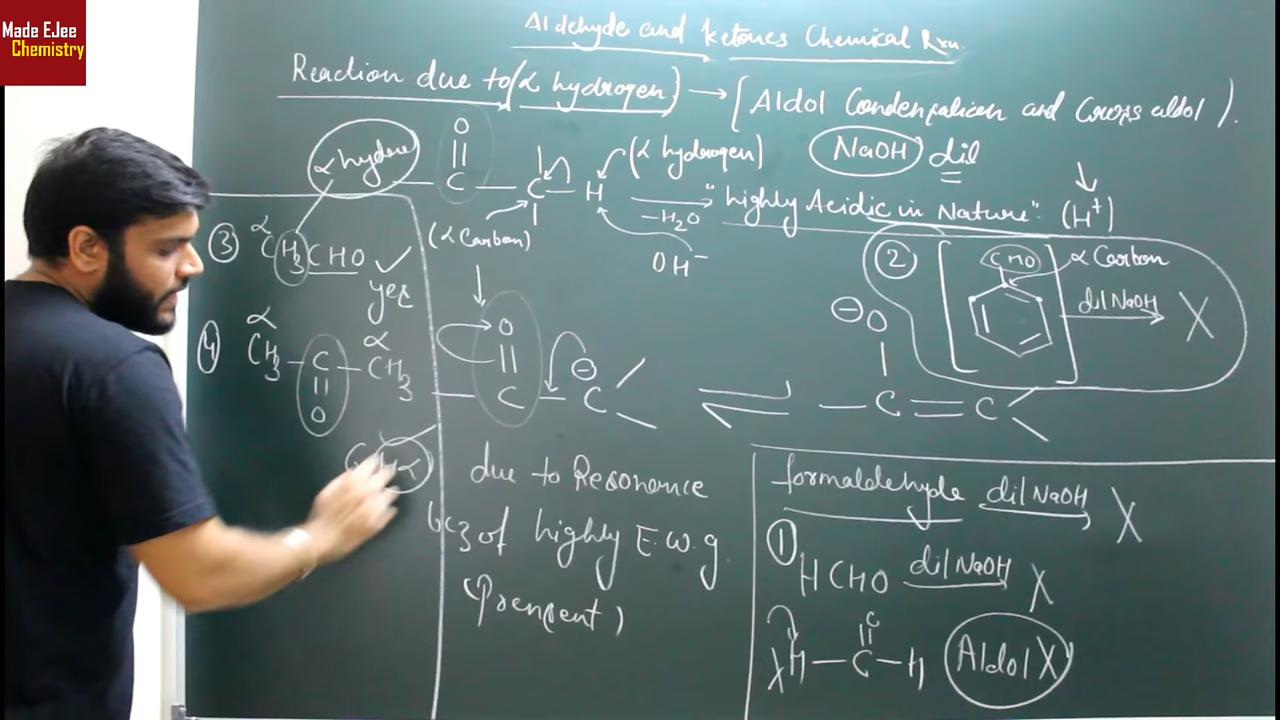 Made EJee
Chemistry
Aldehyde and ketones Chemical Rxn.
Reaction due to (α hydrogen) → [Aldol Condensation and Cross aldol).
α hydro
O
||
— C — C — H
(α hydrogen)
(α Carbon)
-H₂O
OH⁻
NaOH dil
"highly Acidic in Nature". (H⁺)
③ α
CH₃CHO ✓
yes
④ α α
CH₃ — C — CH₃
||
O
② CHO α Carbon
dil NaOH X
O
||
— C — C ⊖
⇌
⊖ O
|
— C = C
due to Resonance
bcz of highly E.w.g
(Present)
formaldehyde dil NaOH X
① HCHO dil NaOH X
X H — C — H
Aldol X